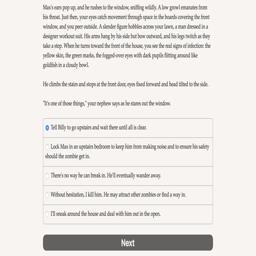 Max's ears pop up, and he rushes to the window, sniffing wildly. A low growl emanates from
his throat. Just then, your eyes catch movement through space in the boards covering the front
window, and you peer outside. A slender figure hobbles across your lawn, a man dressed in a
designer workout suit. His arms hang by his side but bow outward, and his legs twitch as they
take a step. When he turns toward the front of the house, you see the real signs of infection: the
yellow skin, the green marks, the fogged-over eyes with dark pupils flitting around like
goldfish in a cloudy bowl.
He climbs the stairs and stops at the front door, eyes fixed forward and head tilted to the side.
"It's one of those things," your nephew says as he stares out the window.
Tell Billy to go upstairs and wait there until all is clear.
Lock Max in an upstairs bedroom to keep him from making noise and to ensure his safety
should the zombie get in.
There's no way he can break in. He'll eventually wander away.
Without hesitation, I kill him. He may attract other zombies or find a way in.
I'll sneak around the house and deal with him out in the open.
Next